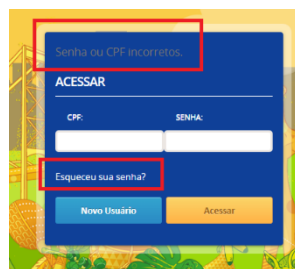 Senha ou CPF incorretos.
ACESSAR
CPF: SENHA:
Esqueceu sua senha?
Novo Usuário Acessar